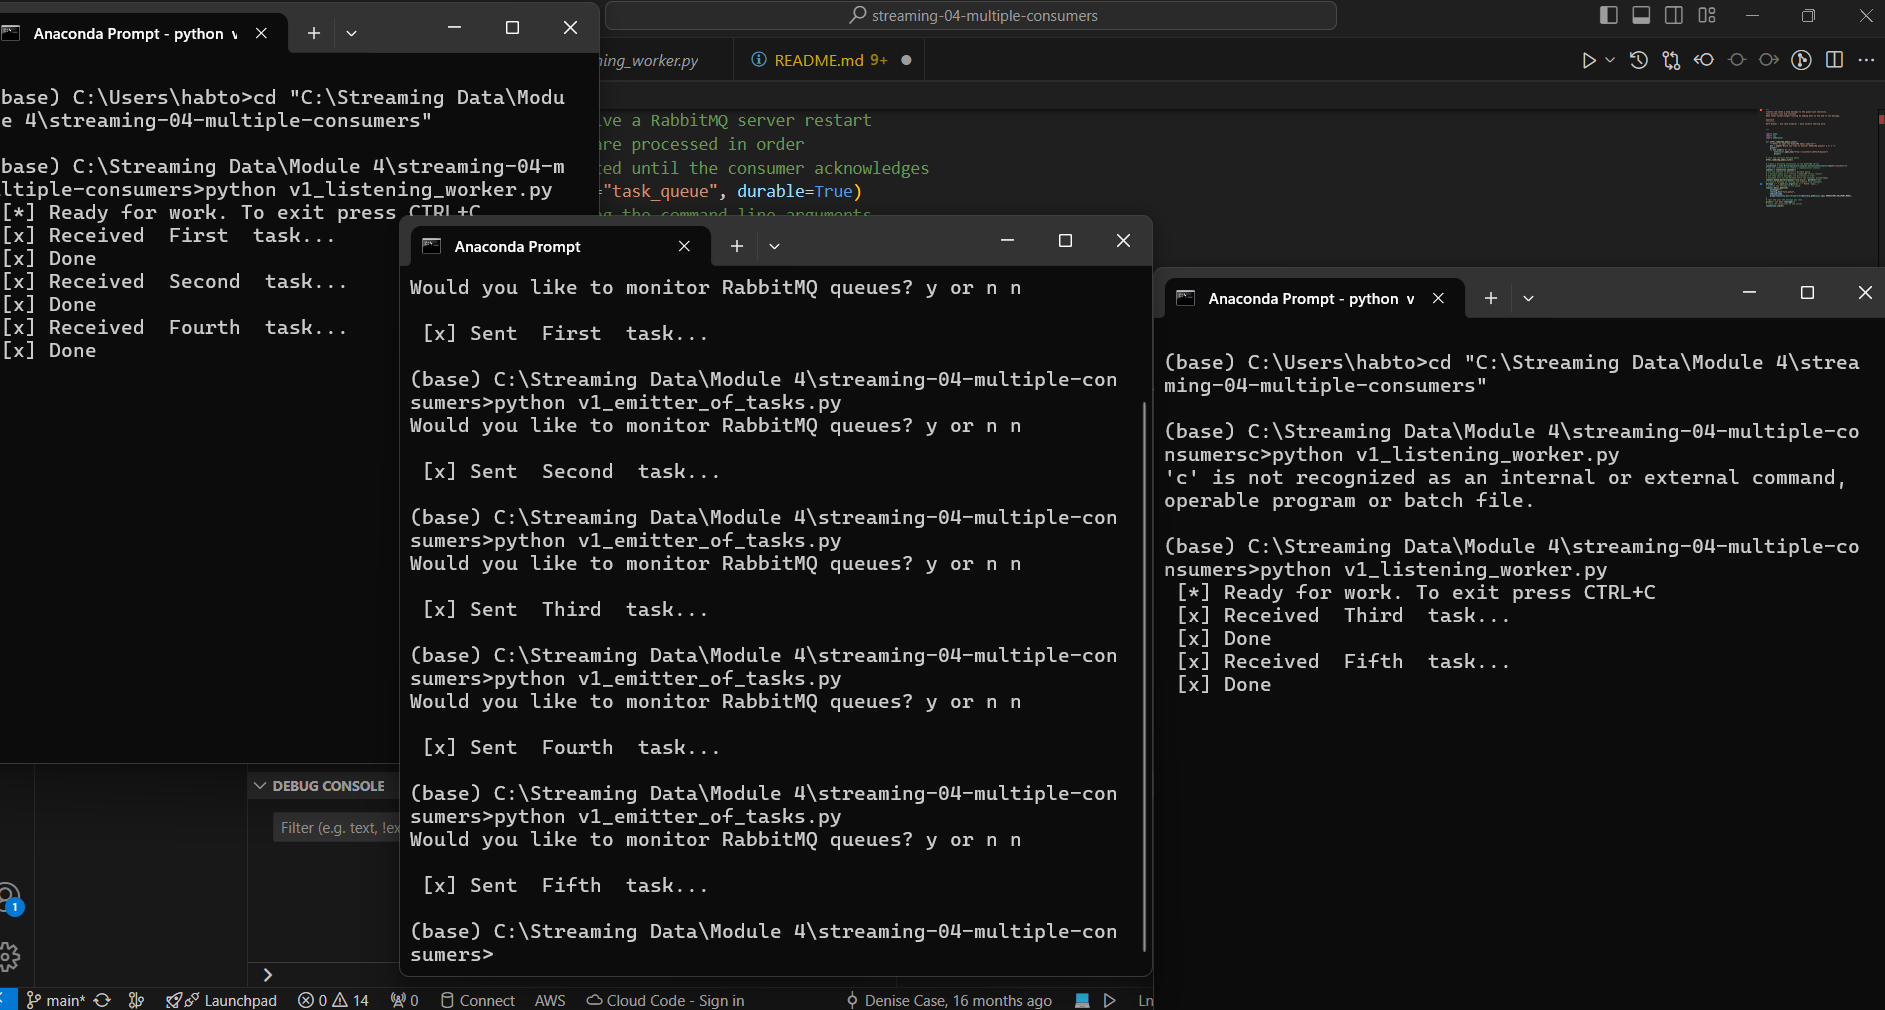 Anaconda Prompt - python v
base) C:\Users\habto>cd "C:\Streaming Data\Modu
e 4\streaming-04-multiple-consumers"
base) C:\Streaming Data\Module 4\streaming-04-m
ltiple-consumers>python v1_listening_worker.py
[*] Ready for work. To exit press CTRL+C
[x] Received  First  task...
[x] Done
[x] Received  Second  task...
[x] Done
[x] Received  Fourth  task...
[x] Done
streaming-04-multiple-consumers
ning_worker.py
README.md 9+
ive a RabbitMQ server restart
are processed in order
ted until the consumer acknowledges
="task_queue", durable=True)
ng the command line arguments
Anaconda Prompt
Would you like to monitor RabbitMQ queues? y or n n
[x] Sent  First  task...
(base) C:\Streaming Data\Module 4\streaming-04-multiple-con
sumers>python v1_emitter_of_tasks.py
Would you like to monitor RabbitMQ queues? y or n n
[x] Sent  Second  task...
(base) C:\Streaming Data\Module 4\streaming-04-multiple-con
sumers>python v1_emitter_of_tasks.py
Would you like to monitor RabbitMQ queues? y or n n
[x] Sent  Third  task...
(base) C:\Streaming Data\Module 4\streaming-04-multiple-con
sumers>python v1_emitter_of_tasks.py
Would you like to monitor RabbitMQ queues? y or n n
[x] Sent  Fourth  task...
(base) C:\Streaming Data\Module 4\streaming-04-multiple-con
sumers>python v1_emitter_of_tasks.py
Would you like to monitor RabbitMQ queues? y or n n
[x] Sent  Fifth  task...
(base) C:\Streaming Data\Module 4\streaming-04-multiple-con
sumers>
Anaconda Prompt - python v
(base) C:\Users\habto>cd "C:\Streaming Data\Module 4\strea
ming-04-multiple-consumers"
(base) C:\Streaming Data\Module 4\streaming-04-multiple-co
nsumersc>python v1_listening_worker.py
'c' is not recognized as an internal or external command,
operable program or batch file.
(base) C:\Streaming Data\Module 4\streaming-04-multiple-co
nsumers>python v1_listening_worker.py
[*] Ready for work. To exit press CTRL+C
[x] Received  Third  task...
[x] Done
[x] Received  Fifth  task...
[x] Done
DEBUG CONSOLE
Filter (e.g. text, !ex
1
main* Launchpad 0 14 0 Connect AWS Cloud Code - Sign in Denise Case, 16 months ago Ln